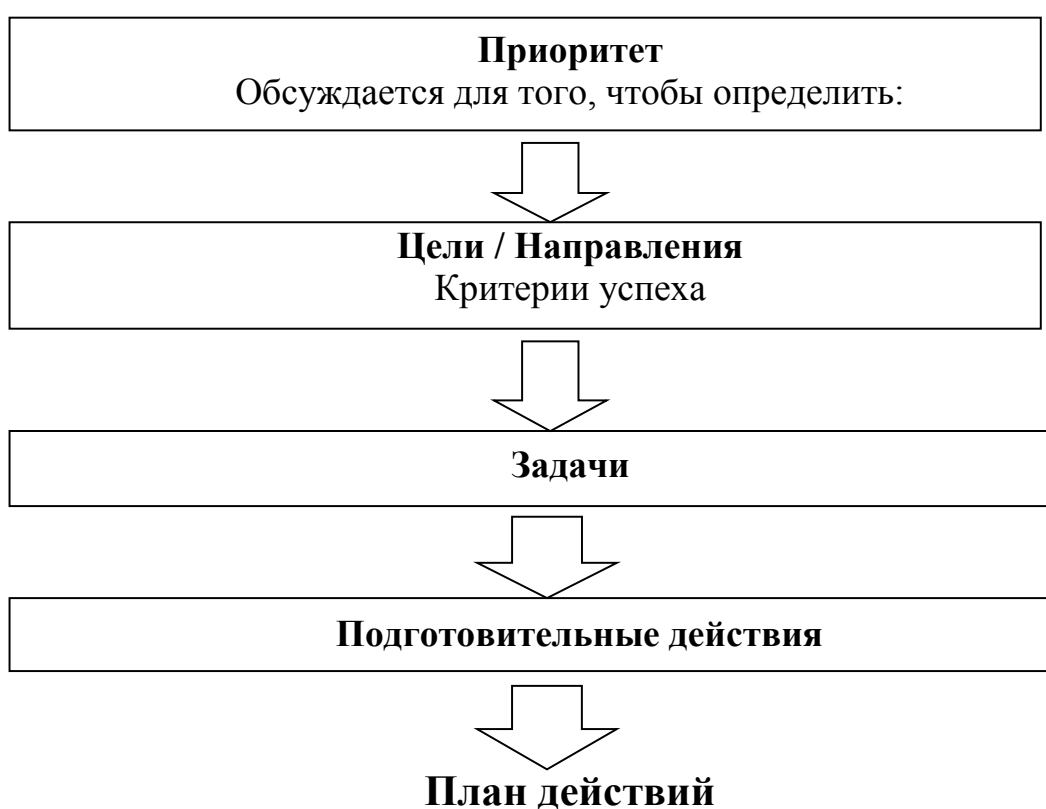 Приоритет
Обсуждается для того, чтобы определить:
Цели / Направления
Критерии успеха
Задачи
Подготовительные действия
План действий